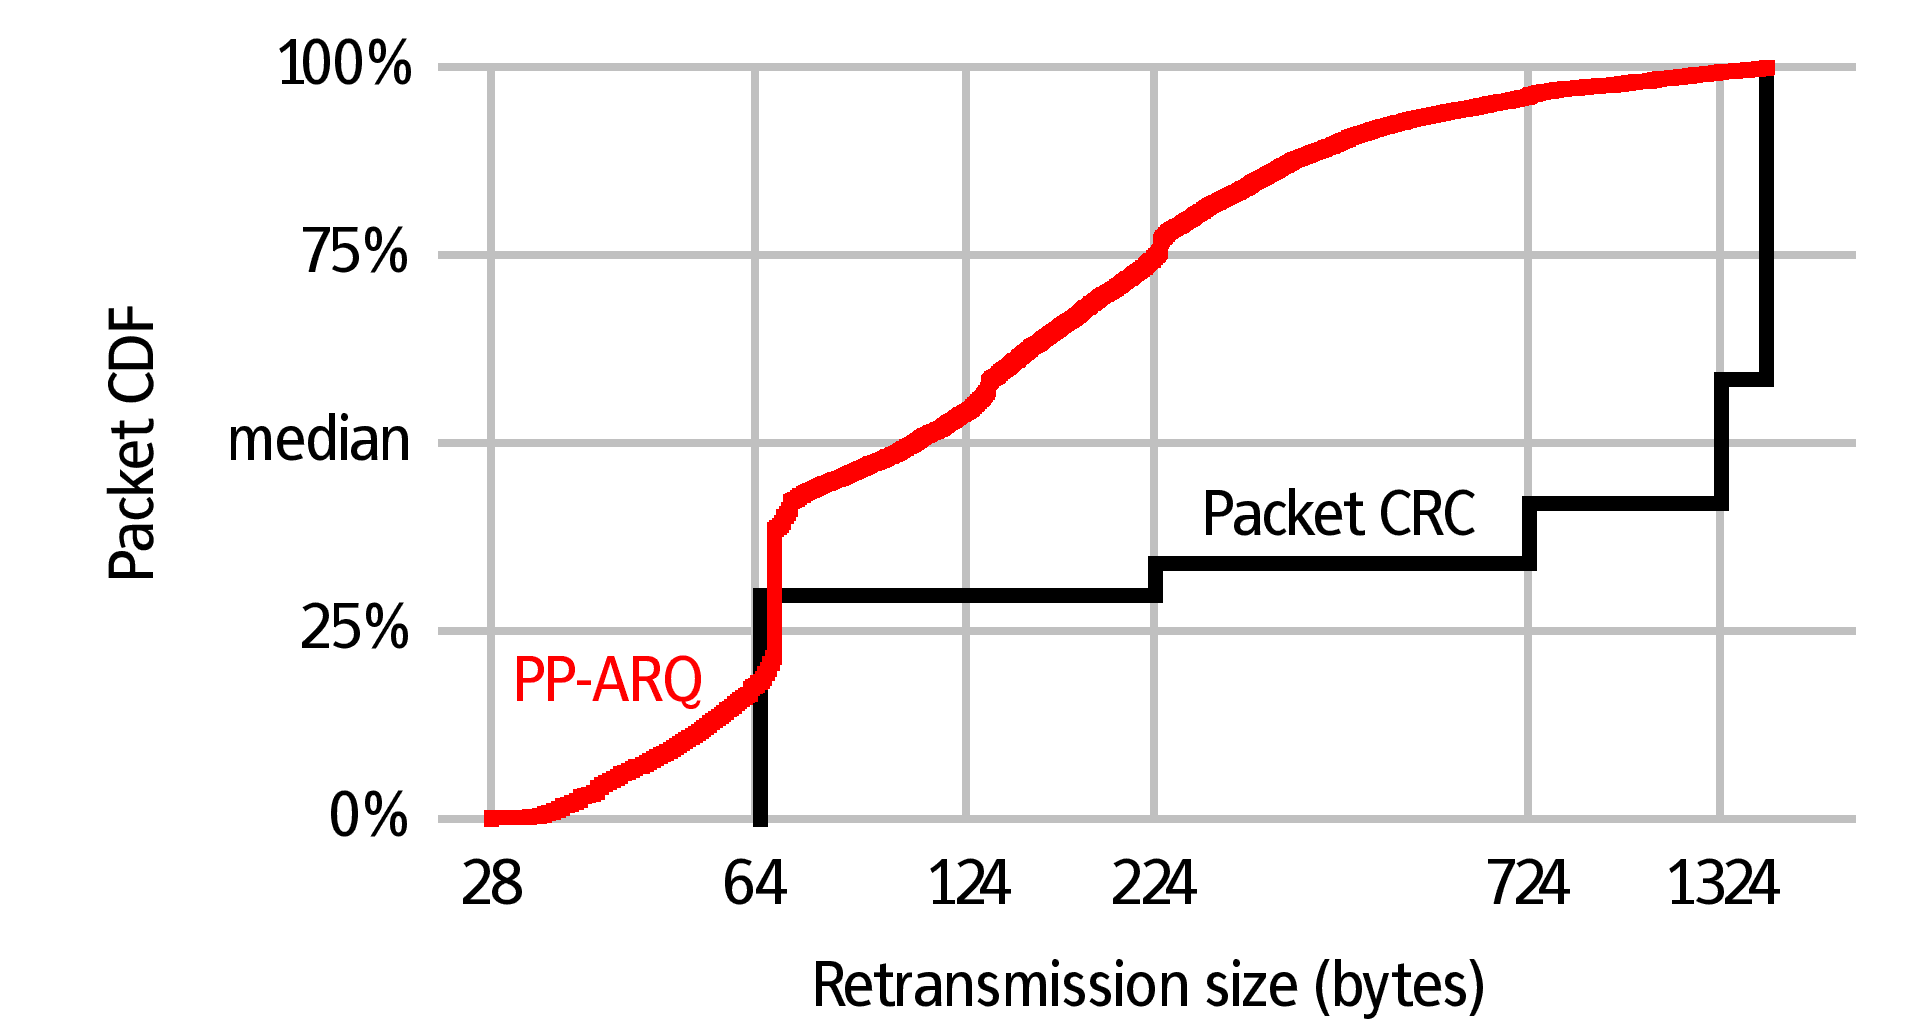 100%
75%
median
25%
0%
Packet CDF
Packet CRC
PP-ARQ
28 64 124 224 724 1324
Retransmission size (bytes)